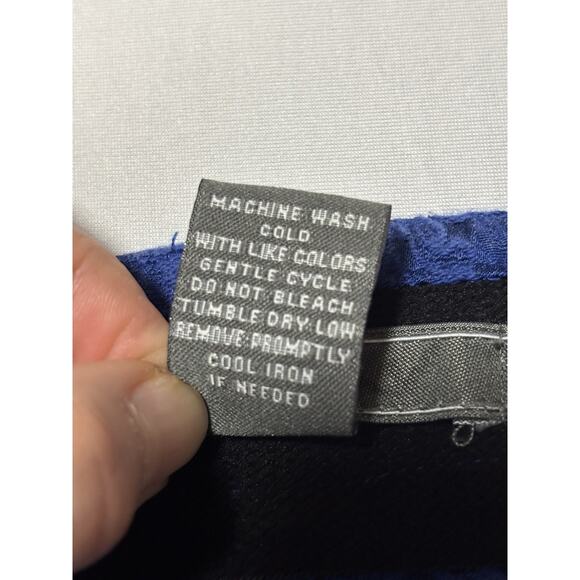 MACHINE WASH
COLD
WITH LIKE COLORS
GENTLE CYCLE
DO NOT BLEACH
TUMBLE DRY LOW
REMOVE PROMPTLY
COOL IRON
IF NEEDED